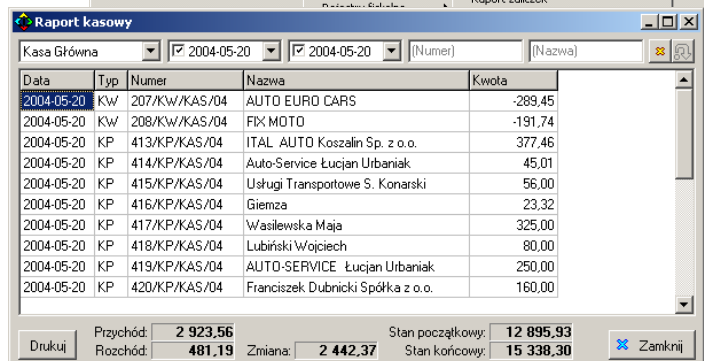 Rejestry fiskalne Raport zaliczek
Raport kasowy
Kasa Główna 2004-05-20 2004-05-20 (Numer) (Nazwa)
Data Typ Numer Nazwa Kwota
2004-05-20 KW 207/KW/KAS/04 AUTO EURO CARS -289,45
2004-05-20 KW 208/KW/KAS/04 FIX MOTO -191,74
2004-05-20 KP 413/KP/KAS/04 ITAL AUTO Koszalin Sp. z o.o. 377,46
2004-05-20 KP 414/KP/KAS/04 Auto-Service Łucjan Urbaniak 45,01
2004-05-20 KP 415/KP/KAS/04 Usługi Transportowe S. Konarski 56,00
2004-05-20 KP 416/KP/KAS/04 Giemza 23,32
2004-05-20 KP 417/KP/KAS/04 Wasilewska Maja 325,00
2004-05-20 KP 418/KP/KAS/04 Lubiński Wojciech 80,00
2004-05-20 KP 419/KP/KAS/04 AUTO-SERVICE Łucjan Urbaniak 250,00
2004-05-20 KP 420/KP/KAS/04 Franciszek Dubnicki Spółka z o.o. 160,00
Drukuj Przychód: 2 923,56 Stan początkowy: 12 895,93 Zamknij
Rozchód: 481,19 Zmiana: 2 442,37 Stan końcowy: 15 338,30